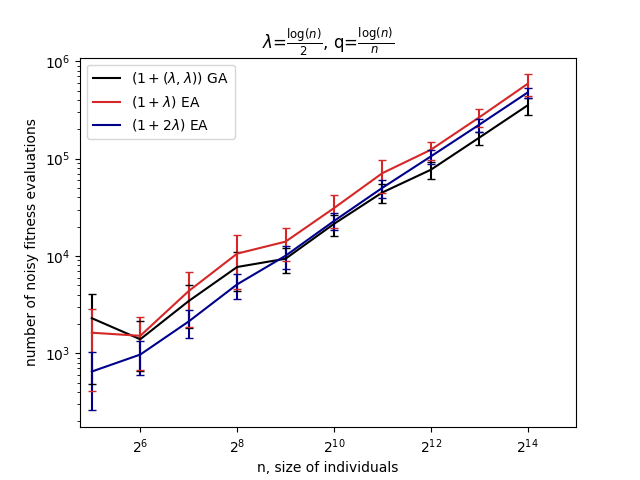 λ=log(n)/2, q=log(n)/n
10^6
(1 + (λ, λ)) GA
(1 + λ) EA
(1 + 2λ) EA
10^5
10^4
10^3
number of noisy fitness evaluations
2^6 2^8 2^10 2^12 2^14
n, size of individuals